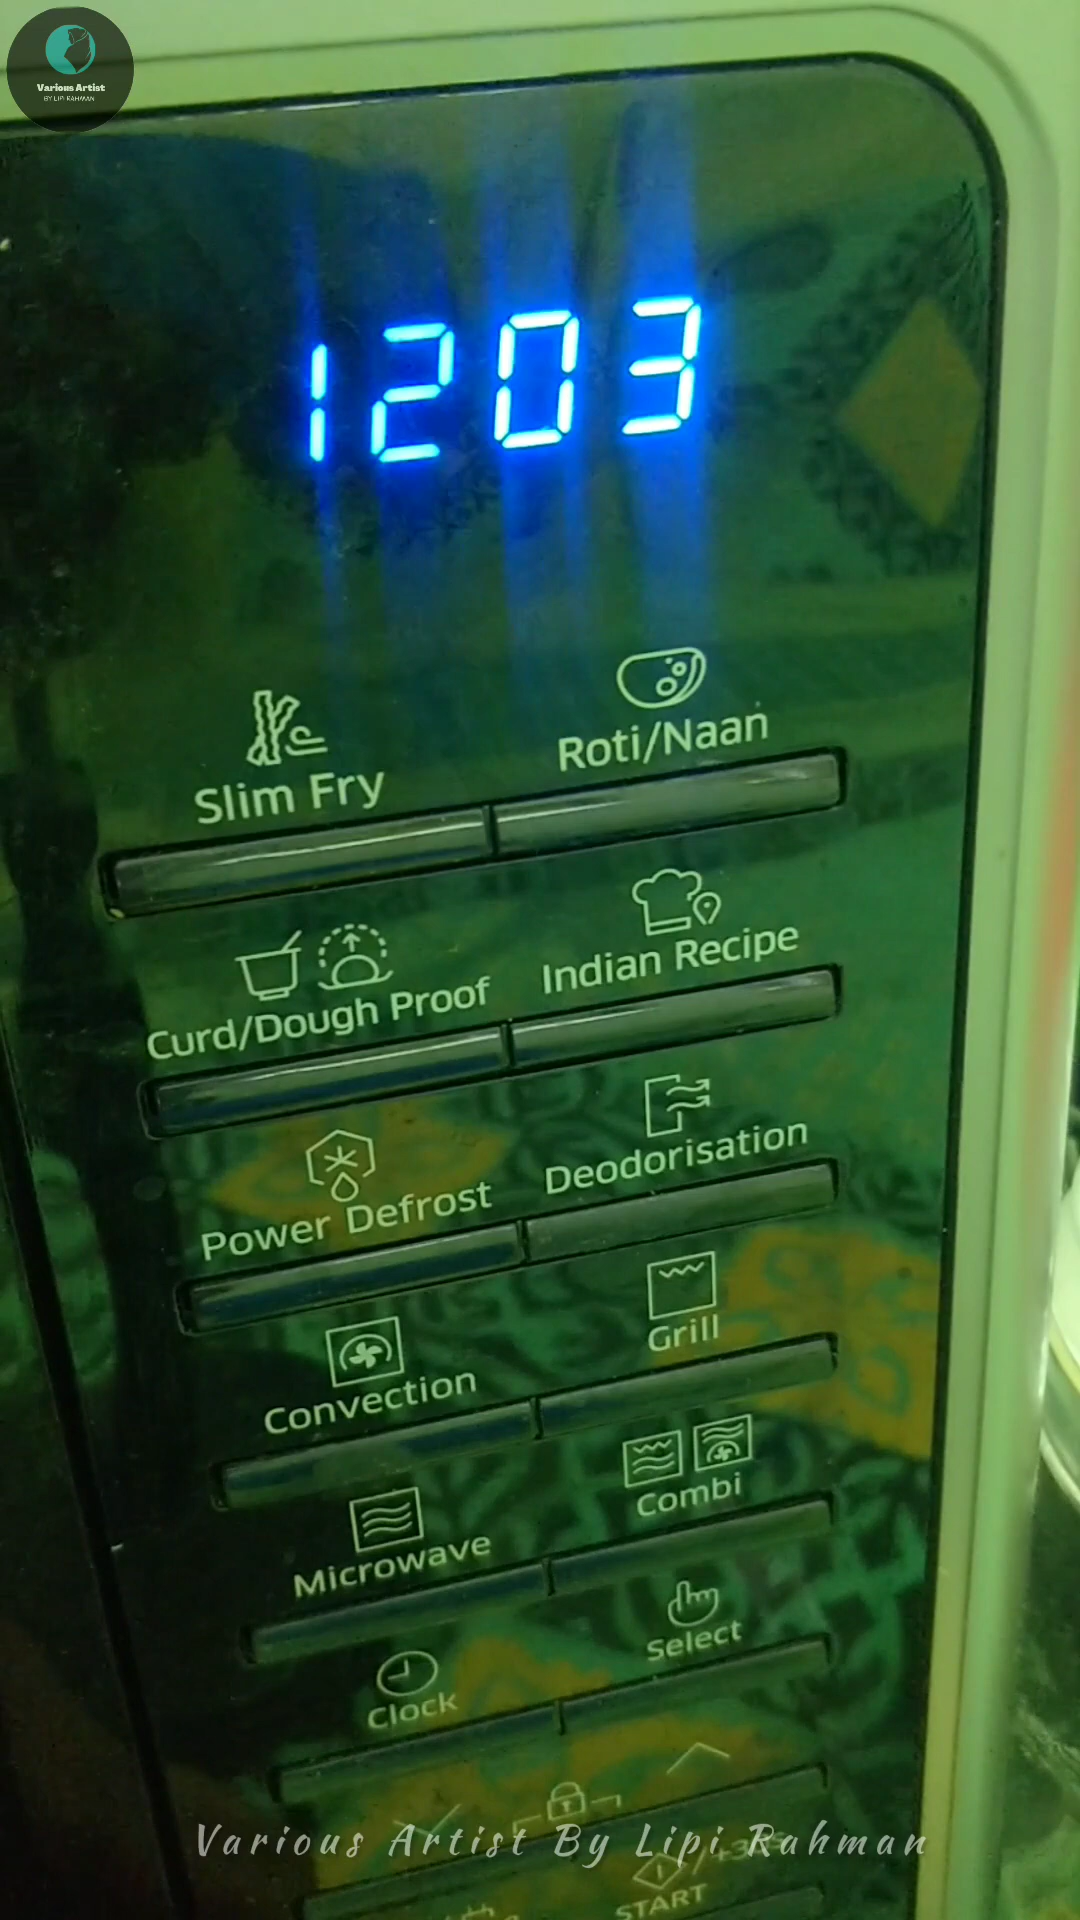 Various Artist
BY LIPI RAHMAN
1203
Slim Fry
Roti/Naan
Curd/Dough Proof
Indian Recipe
Power Defrost
Deodorisation
Convection
Grill
Microwave
Combi
Clock
Select
Various Artist By Lipi Rahman
START